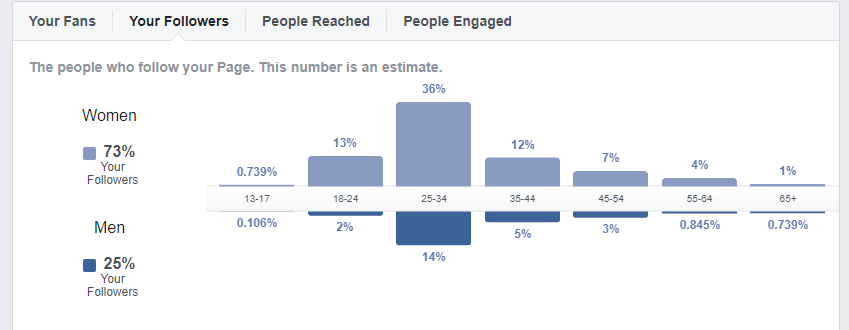 Your Fans Your Followers People Reached People Engaged
The people who follow your Page. This number is an estimate.
Women
73%
Your
Followers
0.739% 13% 36% 12% 7% 4% 1%
13-17 18-24 25-34 35-44 45-54 55-64 65+
0.106% 2% 14% 5% 3% 0.845% 0.739%
Men
25%
Your
Followers